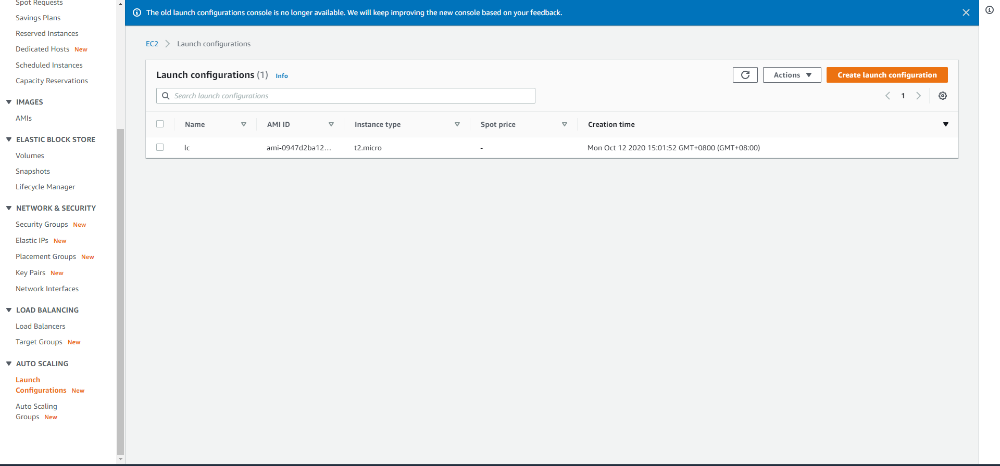 Spot Requests
Savings Plans
Reserved Instances
Dedicated Hosts New
Scheduled Instances
Capacity Reservations
IMAGES
AMIs
ELASTIC BLOCK STORE
Volumes
Snapshots
Lifecycle Manager
NETWORK & SECURITY
Security Groups New
Elastic IPs New
Placement Groups New
Key Pairs New
Network Interfaces
LOAD BALANCING
Load Balancers
Target Groups New
AUTO SCALING
Launch
Configurations New
Auto Scaling
Groups New
The old launch configurations console is no longer available. We will keep improving the new console based on your feedback.
EC2 Launch configurations
Launch configurations (1) Info
Actions
Create launch configuration
Search launch configurations
1
Name AMI ID Instance type Spot price Creation time
lc ami-0947d2ba12... t2.micro - Mon Oct 12 2020 15:01:52 GMT+0800 (GMT+08:00)